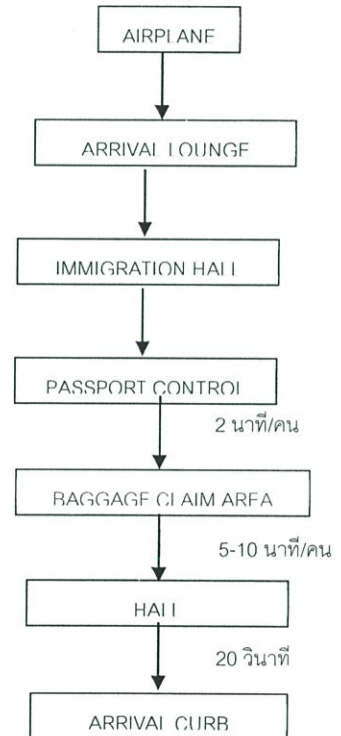 AIRPLANE
ARRIVAL LOUNGE
IMMIGRATION HALL
PASSPORT CONTROL
2 นาที/คน
BAGGAGE CLAIM AREA
5-10 นาที/คน
HALL
20 วินาที
ARRIVAL CURB